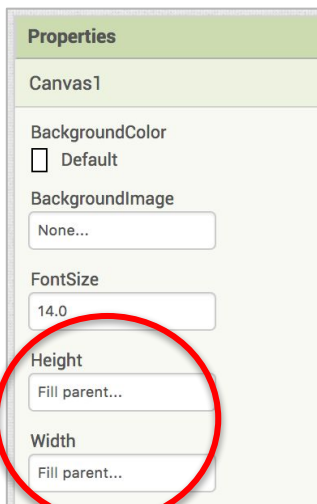 Properties
Canvas1
BackgroundColor
Default
BackgroundImage
None...
FontSize
14.0
Height
Fill parent...
Width
Fill parent...